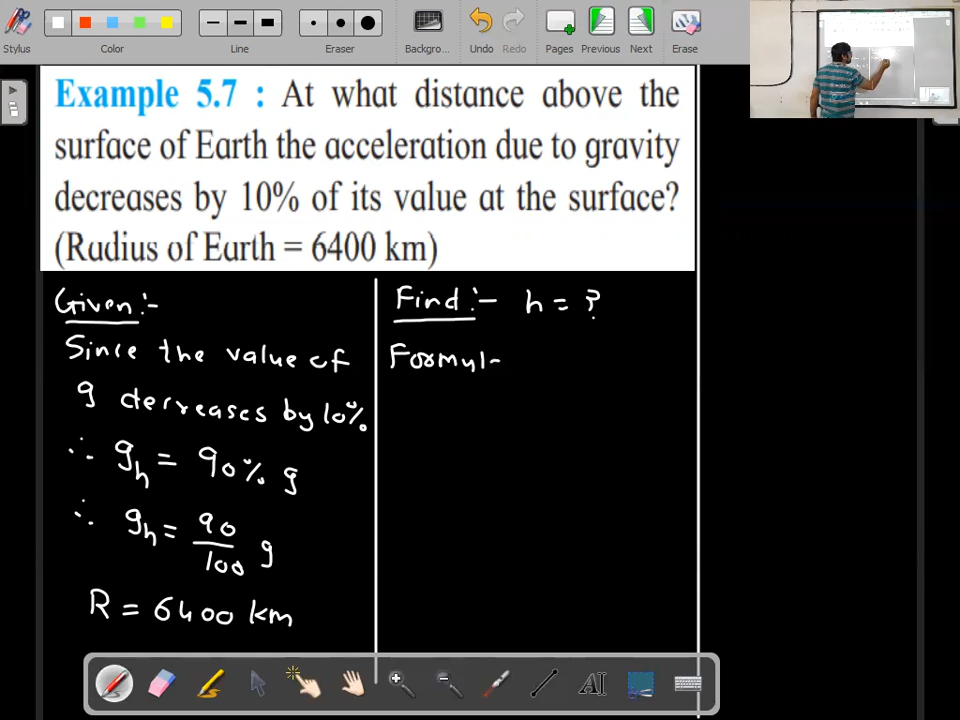 Stylus
Color
Line
Eraser
Backgro...
Undo
Redo
Pages
Previous
Next
Erase
Example 5.7 : At what distance above the
surface of Earth the acceleration due to gravity
decreases by 10% of its value at the surface?
(Radius of Earth = 6400 km)
Given :-
Since the value of
g decreases by 10%.
∴ gh = 90% g
∴ gh = 90/100 g
R = 6400 km
Find :- h = ?
Formul-
AI